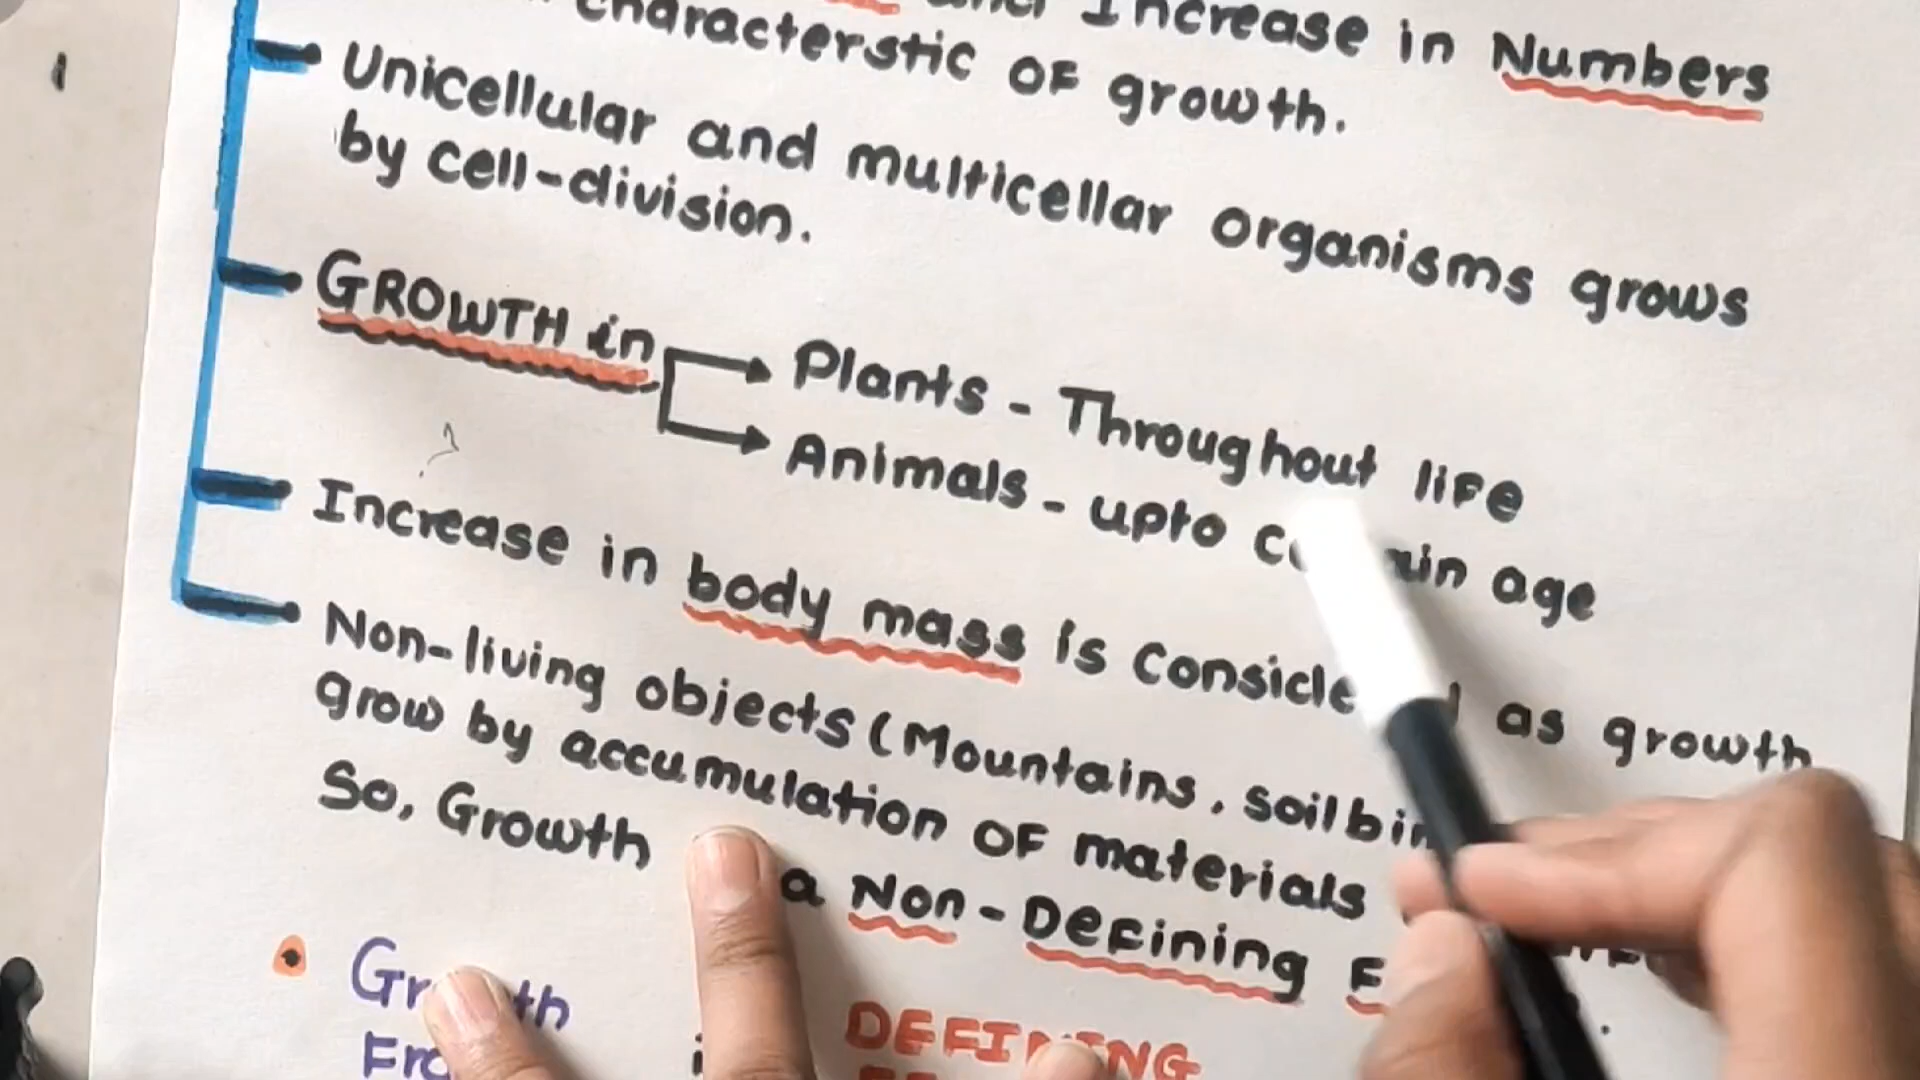 and Increase in Numbers
characterstic OF growth.
Unicellular and multicellar organisms grows
by cell-division.
GROWTH in
Plants - Throughout life
Animals - upto age
Increase in body mass is as growth
Non-living objects (Mountains, soil
grow by accumulation OF materials
So, Growth a Non-Defining
DEFINING